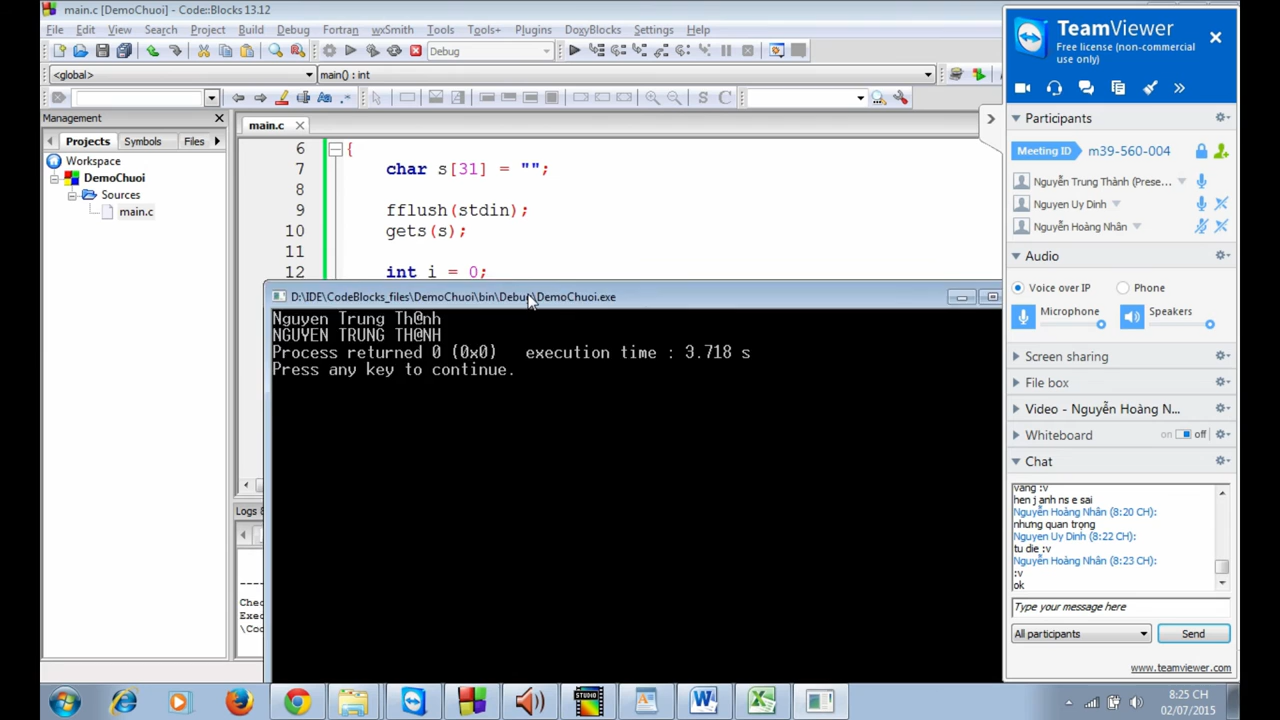 main.c [DemoChuoi] - Code::Blocks 13.12
File Edit View Search Project Build Debug Fortran wxSmith Tools Tools+ Plugins DoxyBlocks Settings Help
Debug
<global> main() : int
Management
Projects Symbols Files
Workspace
DemoChuoi
Sources
main.c
main.c
6 {
7 char s[31] = "";
8
9 fflush(stdin);
10 gets(s);
11
12 int i = 0;
D:\IDE\CodeBlocks_files\DemoChuoi\bin\Debug\DemoChuoi.exe
Nguyen Trung Th@nh
NGUYEN TRUNG TH@NH
Process returned 0 (0x0) execution time : 3.718 s
Press any key to continue.
Logs &
Chec
Exec
\Cod
TeamViewer
Free license (non-commercial
use only)
Participants
Meeting ID m39-560-004
Nguyễn Trung Thành (Prese...
Nguyen Uy Dinh
Nguyễn Hoàng Nhân
Audio
Voice over IP Phone
Microphone Speakers
Screen sharing
File box
Video - Nguyễn Hoàng N...
Whiteboard on off
Chat
vang :v
hen j anh ns e sai
Nguyễn Hoàng Nhân (8:20 CH):
nhưng quan trọng
Nguyen Uy Dinh (8:22 CH):
tu die :v
Nguyễn Hoàng Nhân (8:23 CH):
:v
ok
Type your message here
All participants Send
www.teamviewer.com
STUDIO
8:25 CH
02/07/2015